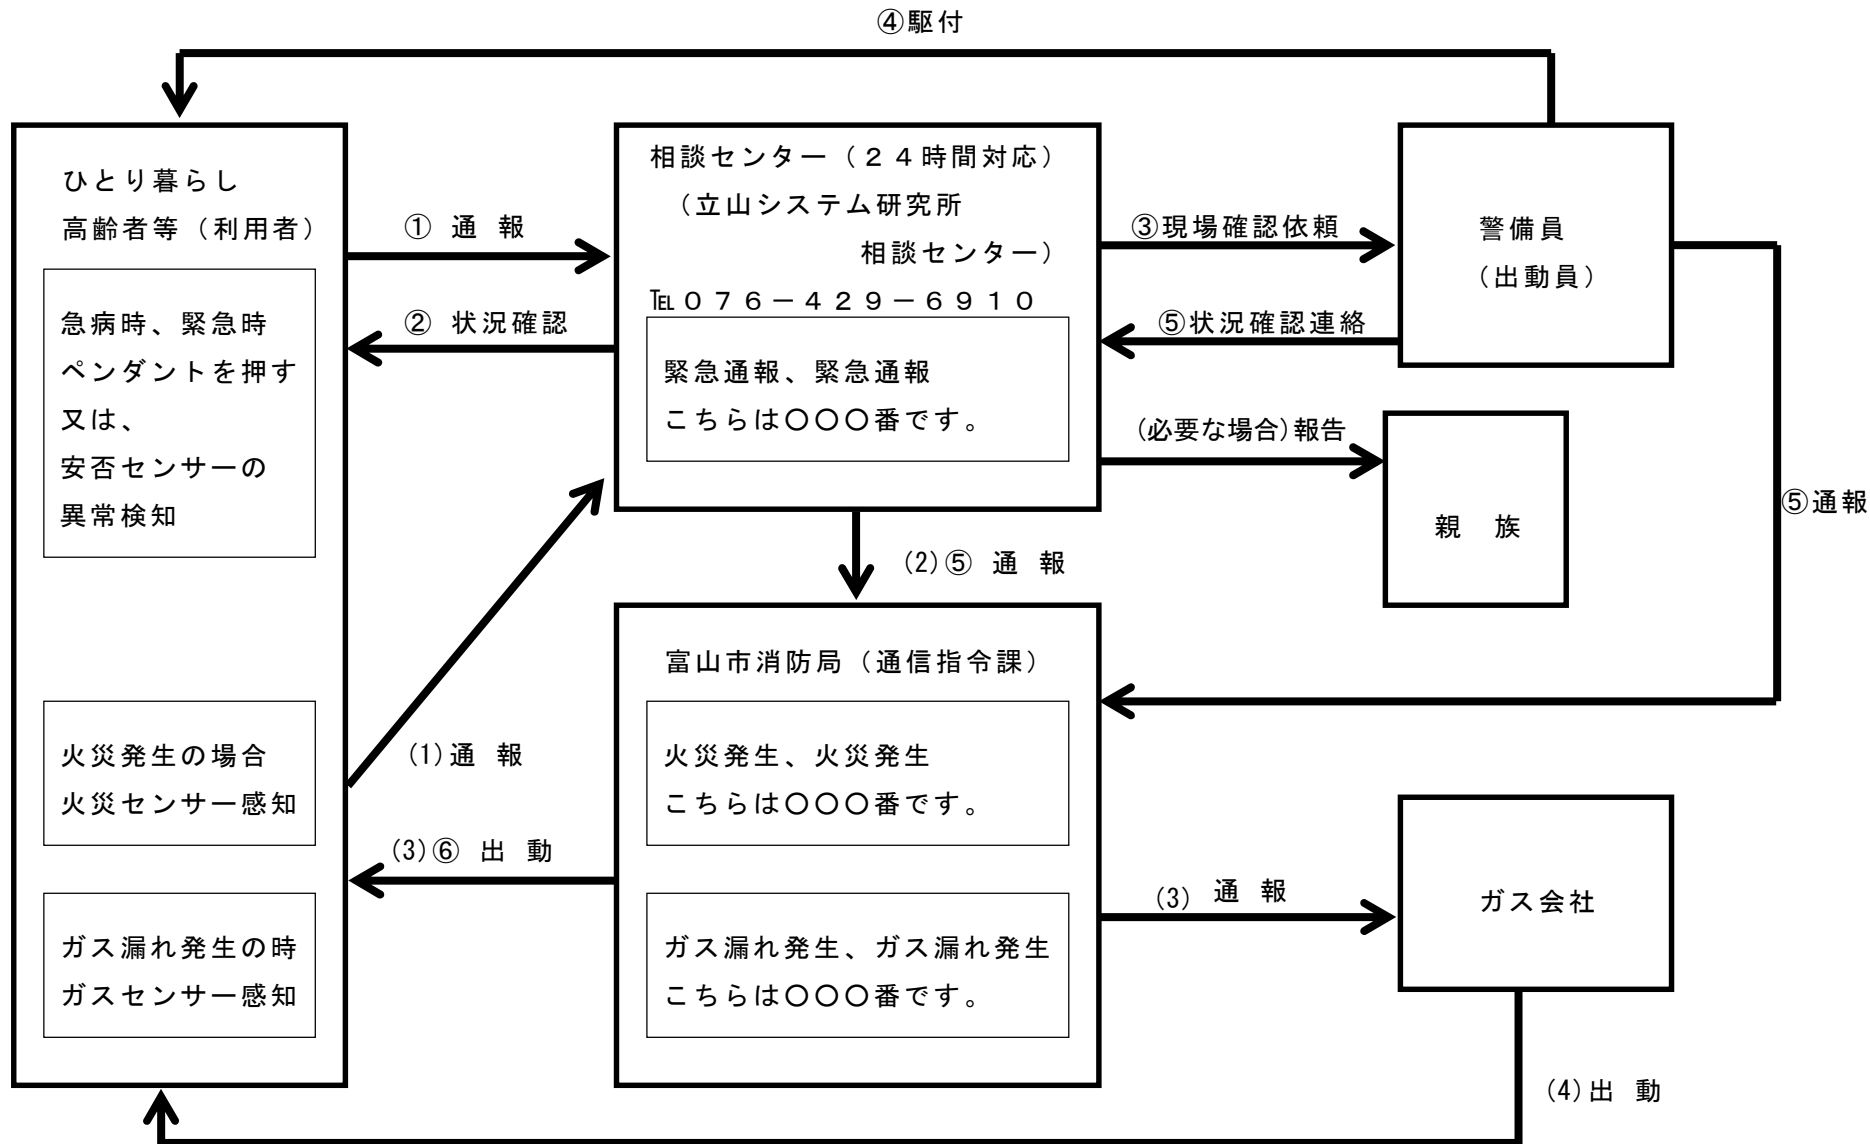 ④駆付
ひとり暮らし
高齢者等（利用者）
急病時、緊急時
ペンダントを押す
又は、
安否センサーの
異常検知
火災発生の場合
火災センサー感知
ガス漏れ発生の時
ガスセンサー感知
① 通 報
② 状況確認
(1)通 報
(3)⑥ 出 動
相談センター（２４時間対応）
（立山システム研究所
相談センター）
℡０７６－４２９－６９１０
緊急通報、緊急通報
こちらは〇〇〇番です。
(2)⑤ 通 報
富山市消防局（通信指令課）
火災発生、火災発生
こちらは〇〇〇番です。
ガス漏れ発生、ガス漏れ発生
こちらは〇〇〇番です。
③現場確認依頼
⑤状況確認連絡
(必要な場合)報告
(3) 通 報
警備員
（出動員）
親 族
⑤通報
ガス会社
(4)出 動